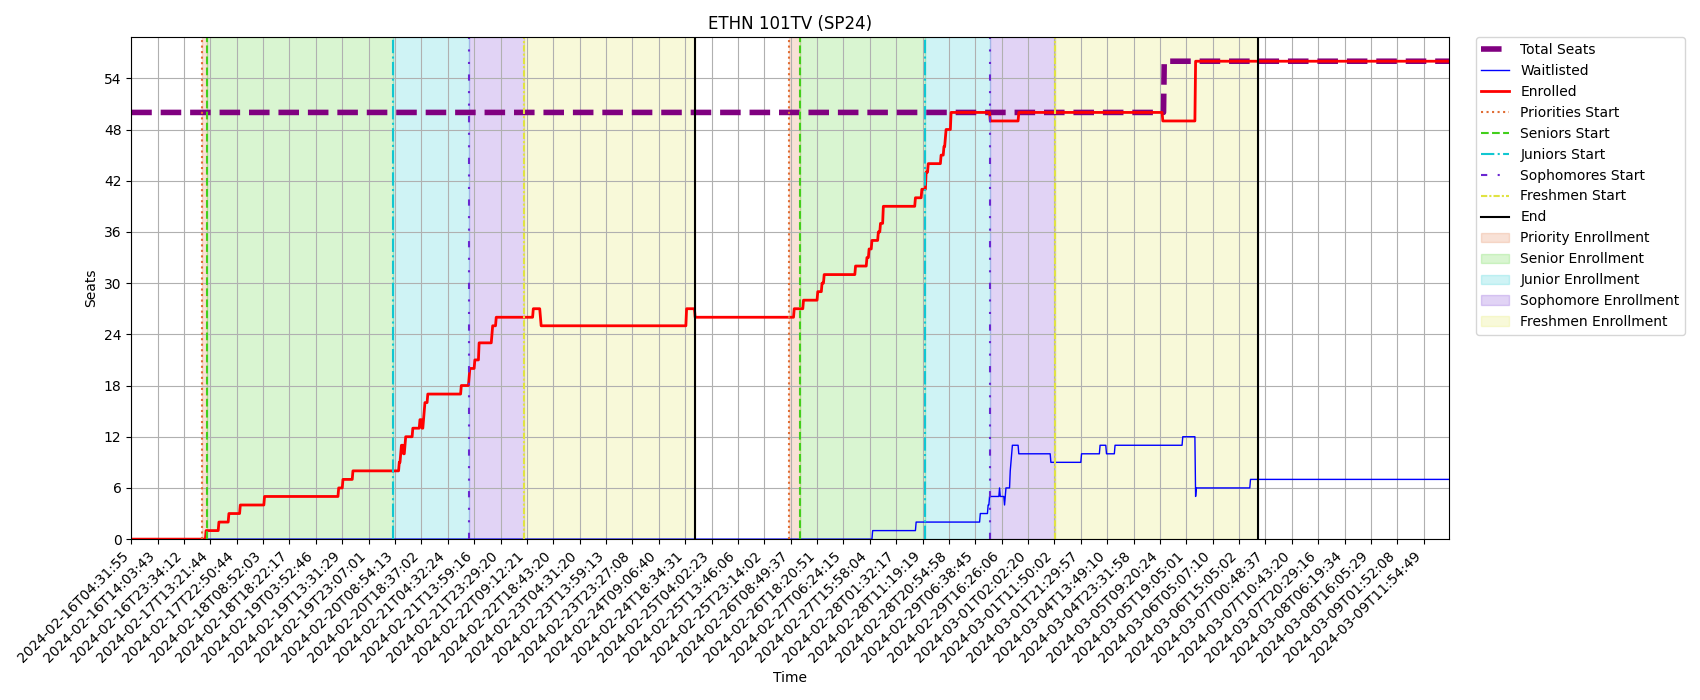 ETHN 101TV (SP24)
Total Seats
Waitlisted
Enrolled
Priorities Start
Seniors Start
Juniors Start
Sophomores Start
Freshmen Start
End
Priority Enrollment
Senior Enrollment
Junior Enrollment
Sophomore Enrollment
Freshmen Enrollment
Seats
54
48
42
36
30
24
18
12
6
0
2024-02-16T04:31:55
2024-02-16T14:03:43
2024-02-16T23:34:12
2024-02-17T13:21:44
2024-02-17T22:50:44
2024-02-18T08:52:03
2024-02-18T18:22:17
2024-02-19T03:52:46
2024-02-19T13:31:29
2024-02-19T23:07:01
2024-02-20T08:54:13
2024-02-20T18:37:02
2024-02-21T04:32:24
2024-02-21T13:59:16
2024-02-21T23:29:20
2024-02-22T09:12:21
2024-02-22T18:43:20
2024-02-23T04:31:20
2024-02-23T13:59:13
2024-02-23T23:27:08
2024-02-24T09:06:40
2024-02-24T18:34:31
2024-02-25T04:02:23
2024-02-25T13:46:06
2024-02-25T23:14:02
2024-02-26T08:49:37
2024-02-26T18:20:51
2024-02-27T06:24:15
2024-02-27T15:58:04
2024-02-28T01:32:17
2024-02-28T11:19:19
2024-02-28T20:54:58
2024-02-29T06:38:45
2024-02-29T16:26:06
2024-03-01T02:02:20
2024-03-01T11:50:02
2024-03-01T21:29:57
2024-03-04T13:49:10
2024-03-04T23:31:58
2024-03-05T09:20:24
2024-03-05T19:05:01
2024-03-06T05:07:10
2024-03-06T15:05:02
2024-03-07T00:48:37
2024-03-07T10:43:20
2024-03-07T20:29:16
2024-03-08T06:19:34
2024-03-08T16:05:29
2024-03-09T01:52:08
2024-03-09T11:54:49
Time